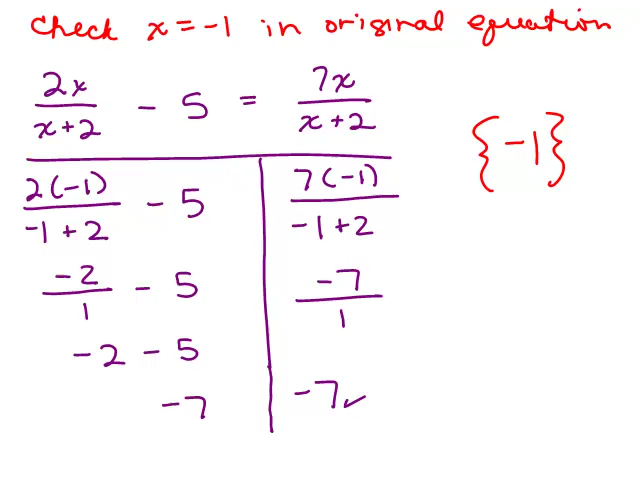 check x = -1 in original equation
2x/(x+2) - 5 = 7x/(x+2)
{-1}
2(-1)/(-1+2) - 5 | 7(-1)/(-1+2)
-2/1 - 5 | -7/1
-2 - 5
-7 | -7 ✓